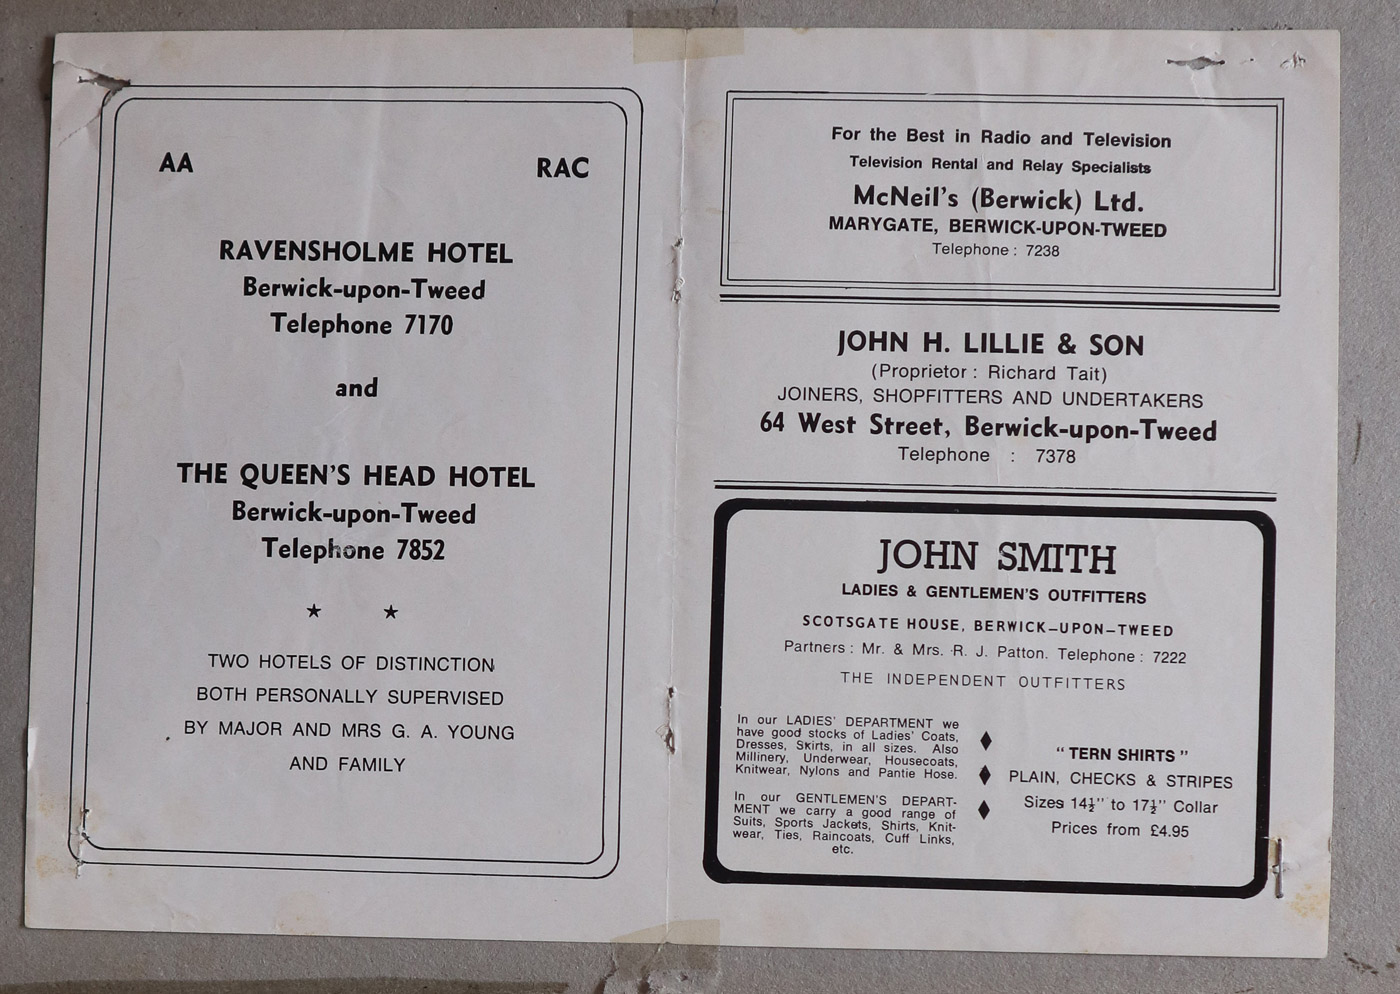 AA RAC
RAVENSHOLME HOTEL
Berwick-upon-Tweed
Telephone 7170
and
THE QUEEN'S HEAD HOTEL
Berwick-upon-Tweed
Telephone 7852
★ ★
TWO HOTELS OF DISTINCTION
BOTH PERSONALLY SUPERVISED
BY MAJOR AND MRS G. A. YOUNG
AND FAMILY
For the Best in Radio and Television
Television Rental and Relay Specialists
McNeil's (Berwick) Ltd.
MARYGATE, BERWICK-UPON-TWEED
Telephone : 7238
JOHN H. LILLIE & SON
(Proprietor : Richard Tait)
JOINERS, SHOPFITTERS AND UNDERTAKERS
64 West Street, Berwick-upon-Tweed
Telephone : 7378
JOHN SMITH
LADIES & GENTLEMEN'S OUTFITTERS
SCOTSGATE HOUSE, BERWICK–UPON–TWEED
Partners : Mr. & Mrs. R. J. Patton. Telephone : 7222
THE INDEPENDENT OUTFITTERS
In our LADIES' DEPARTMENT we
have good stocks of Ladies' Coats,
Dresses, Skirts, in all sizes. Also
Millinery, Underwear, Housecoats,
Knitwear, Nylons and Pantie Hose.
In our GENTLEMEN'S DEPART-
MENT we carry a good range of
Suits, Sports Jackets, Shirts, Knit-
wear, Ties, Raincoats, Cuff Links,
etc.
" TERN SHIRTS "
PLAIN, CHECKS & STRIPES
Sizes 14½" to 17½" Collar
Prices from £4.95